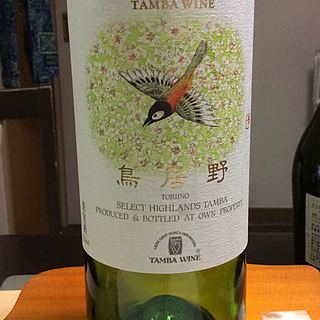 TAMBA WINE
鳥居野
TORIINO
SELECT HIGHLANDS TAMBA
PRODUCED & BOTTLED AT OWN PROPERTY
TAMBA WINE